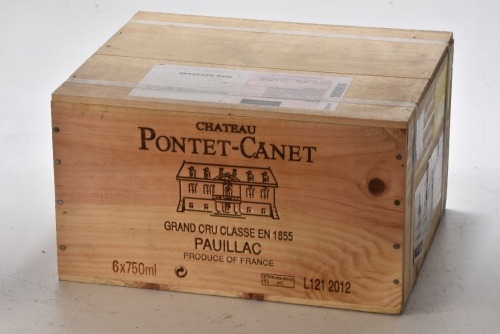 CHATEAU
PONTET-CANET
GRAND CRU CLASSE EN 1855
PAUILLAC
PRODUCE OF FRANCE
6x750ml
L121 2012